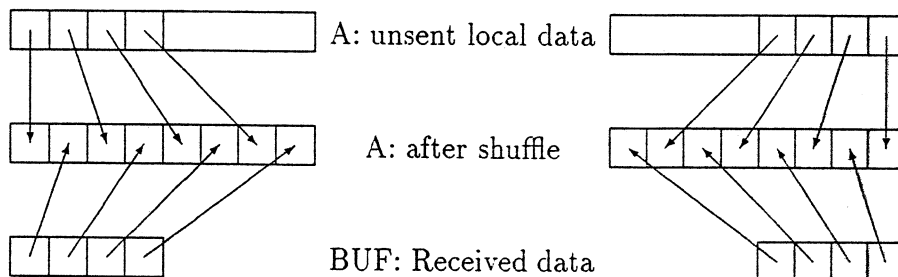 A: unsent local data
A: after shuffle
BUF: Received data